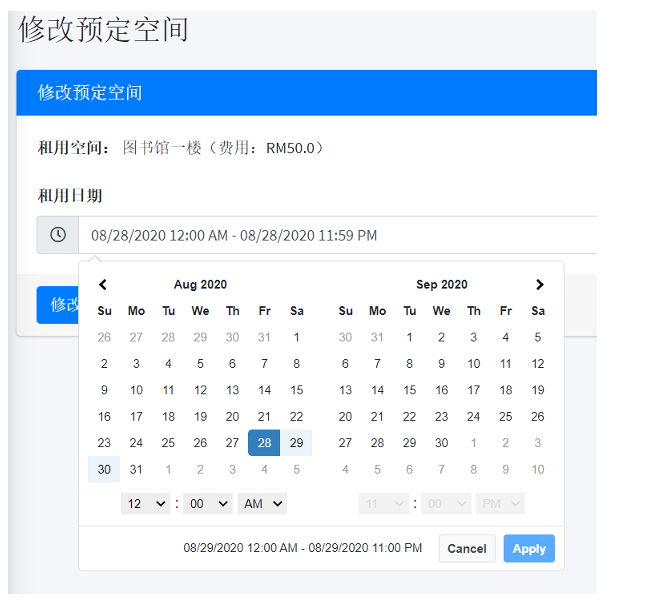 修改预定空间
修改预定空间
租用空间： 图书馆一楼（费用：RM50.0）
租用日期
08/28/2020 12:00 AM - 08/28/2020 11:59 PM
Aug 2020 Sep 2020
Su Mo Tu We Th Fr Sa Su Mo Tu We Th Fr Sa
26 27 28 29 30 31 1 30 31 1 2 3 4 5
2 3 4 5 6 7 8 6 7 8 9 10 11 12
9 10 11 12 13 14 15 13 14 15 16 17 18 19
16 17 18 19 20 21 22 20 21 22 23 24 25 26
23 24 25 26 27 28 29 27 28 29 30 1 2 3
30 31 1 2 3 4 5 4 5 6 7 8 9 10
12 : 00 AM 11 : 00 PM
08/29/2020 12:00 AM - 08/29/2020 11:00 PM Cancel Apply
修